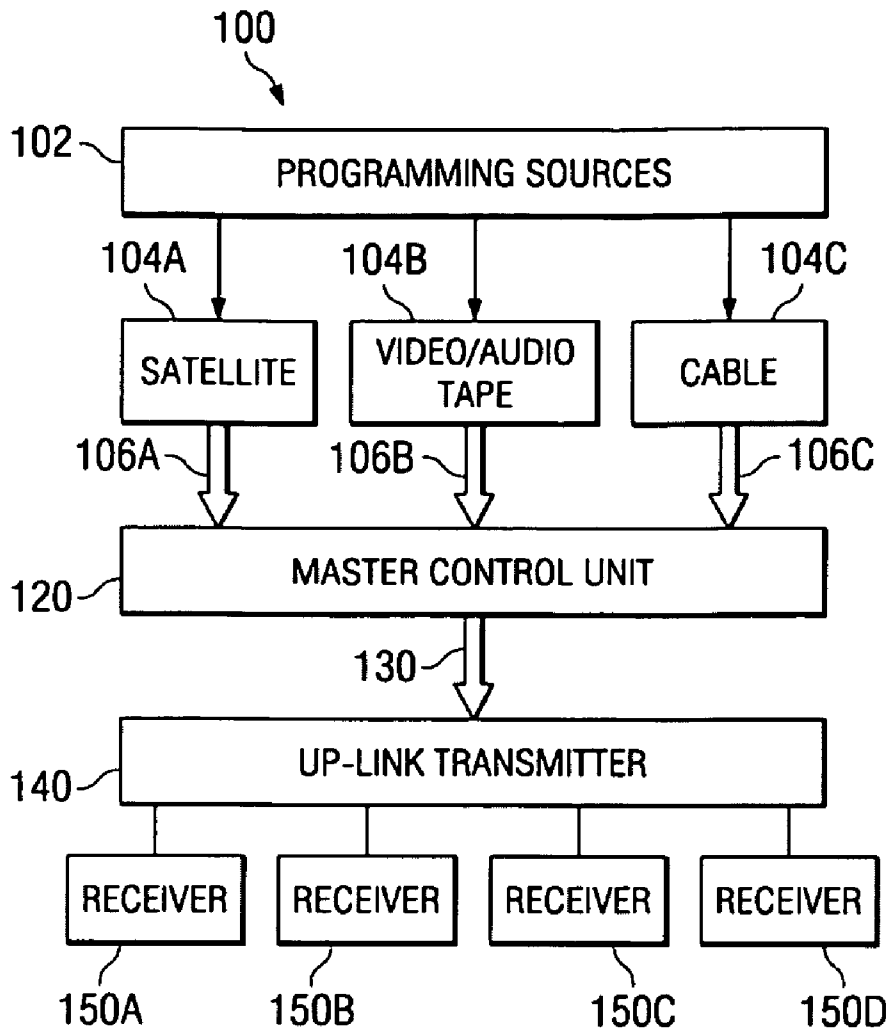 100
102
PROGRAMMING SOURCES
104A
104B
104C
SATELLITE
VIDEO/AUDIO
TAPE
CABLE
106A
106B
106C
MASTER CONTROL UNIT
120
130
UP-LINK TRANSMITTER
140
RECEIVER
RECEIVER
RECEIVER
RECEIVER
150A
150B
150C
150D